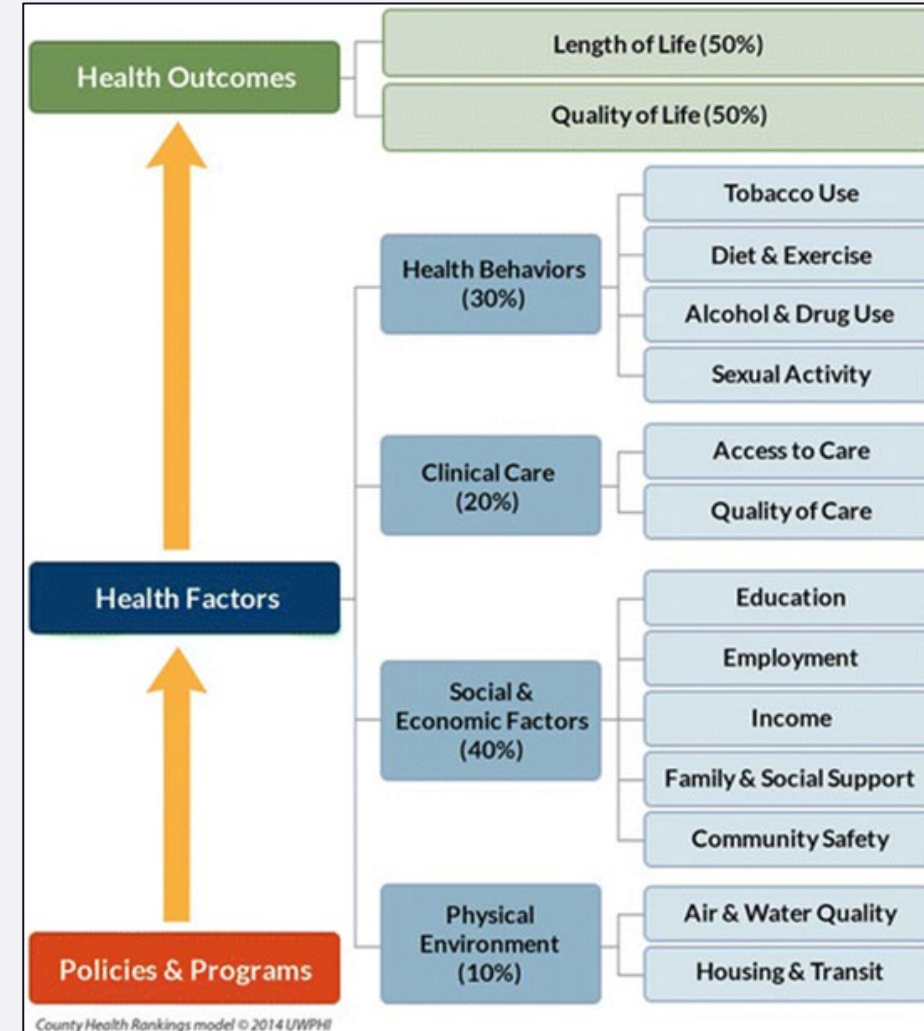 Health Outcomes
Length of Life (50%)
Quality of Life (50%)
Health Behaviors
(30%)
Tobacco Use
Diet & Exercise
Alcohol & Drug Use
Sexual Activity
Clinical Care
(20%)
Access to Care
Quality of Care
Health Factors
Social &
Economic Factors
(40%)
Education
Employment
Income
Family & Social Support
Community Safety
Physical
Environment
(10%)
Air & Water Quality
Housing & Transit
Policies & Programs
County Health Rankings model © 2014 UWPHI